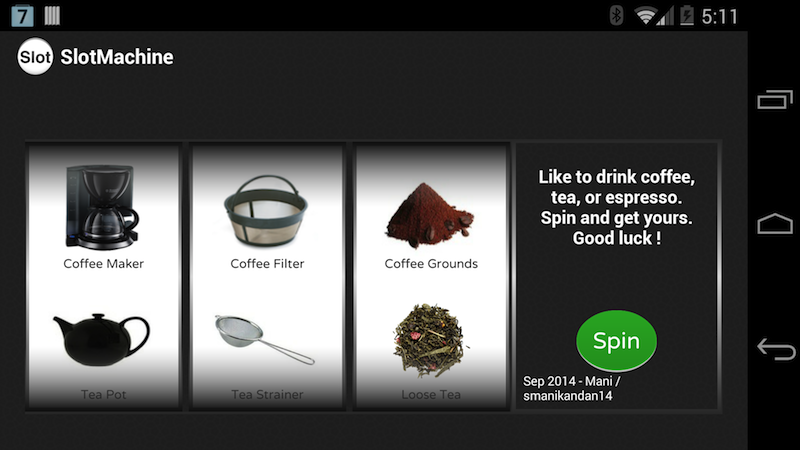 7
5:11
Slot SlotMachine
Like to drink coffee,
tea, or espresso.
Spin and get yours.
Good luck !
Coffee Maker
Coffee Filter
Coffee Grounds
Spin
Tea Pot
Tea Strainer
Loose Tea
Sep 2014 - Mani /
smanikandan14